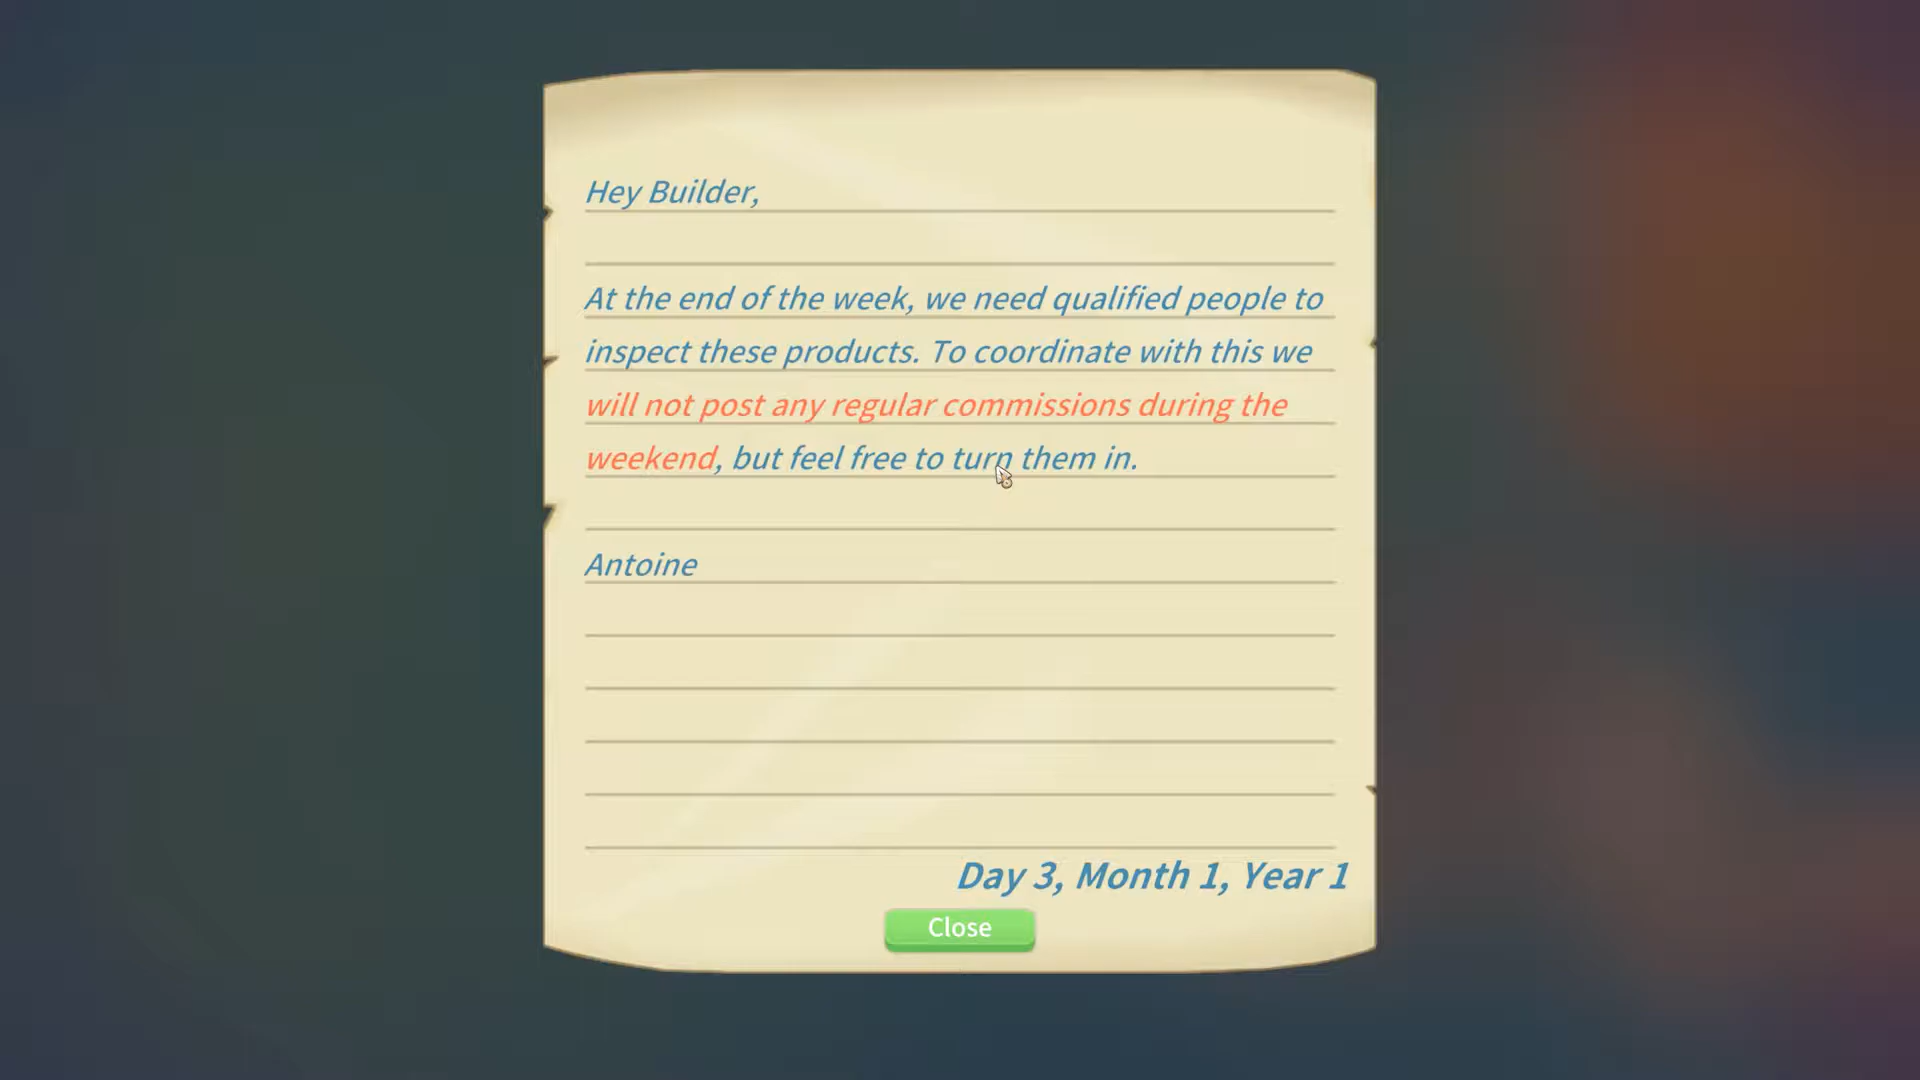 Hey Builder,
At the end of the week, we need qualified people to
inspect these products. To coordinate with this we
will not post any regular commissions during the
weekend, but feel free to turn them in.
Antoine
Day 3, Month 1, Year 1
Close